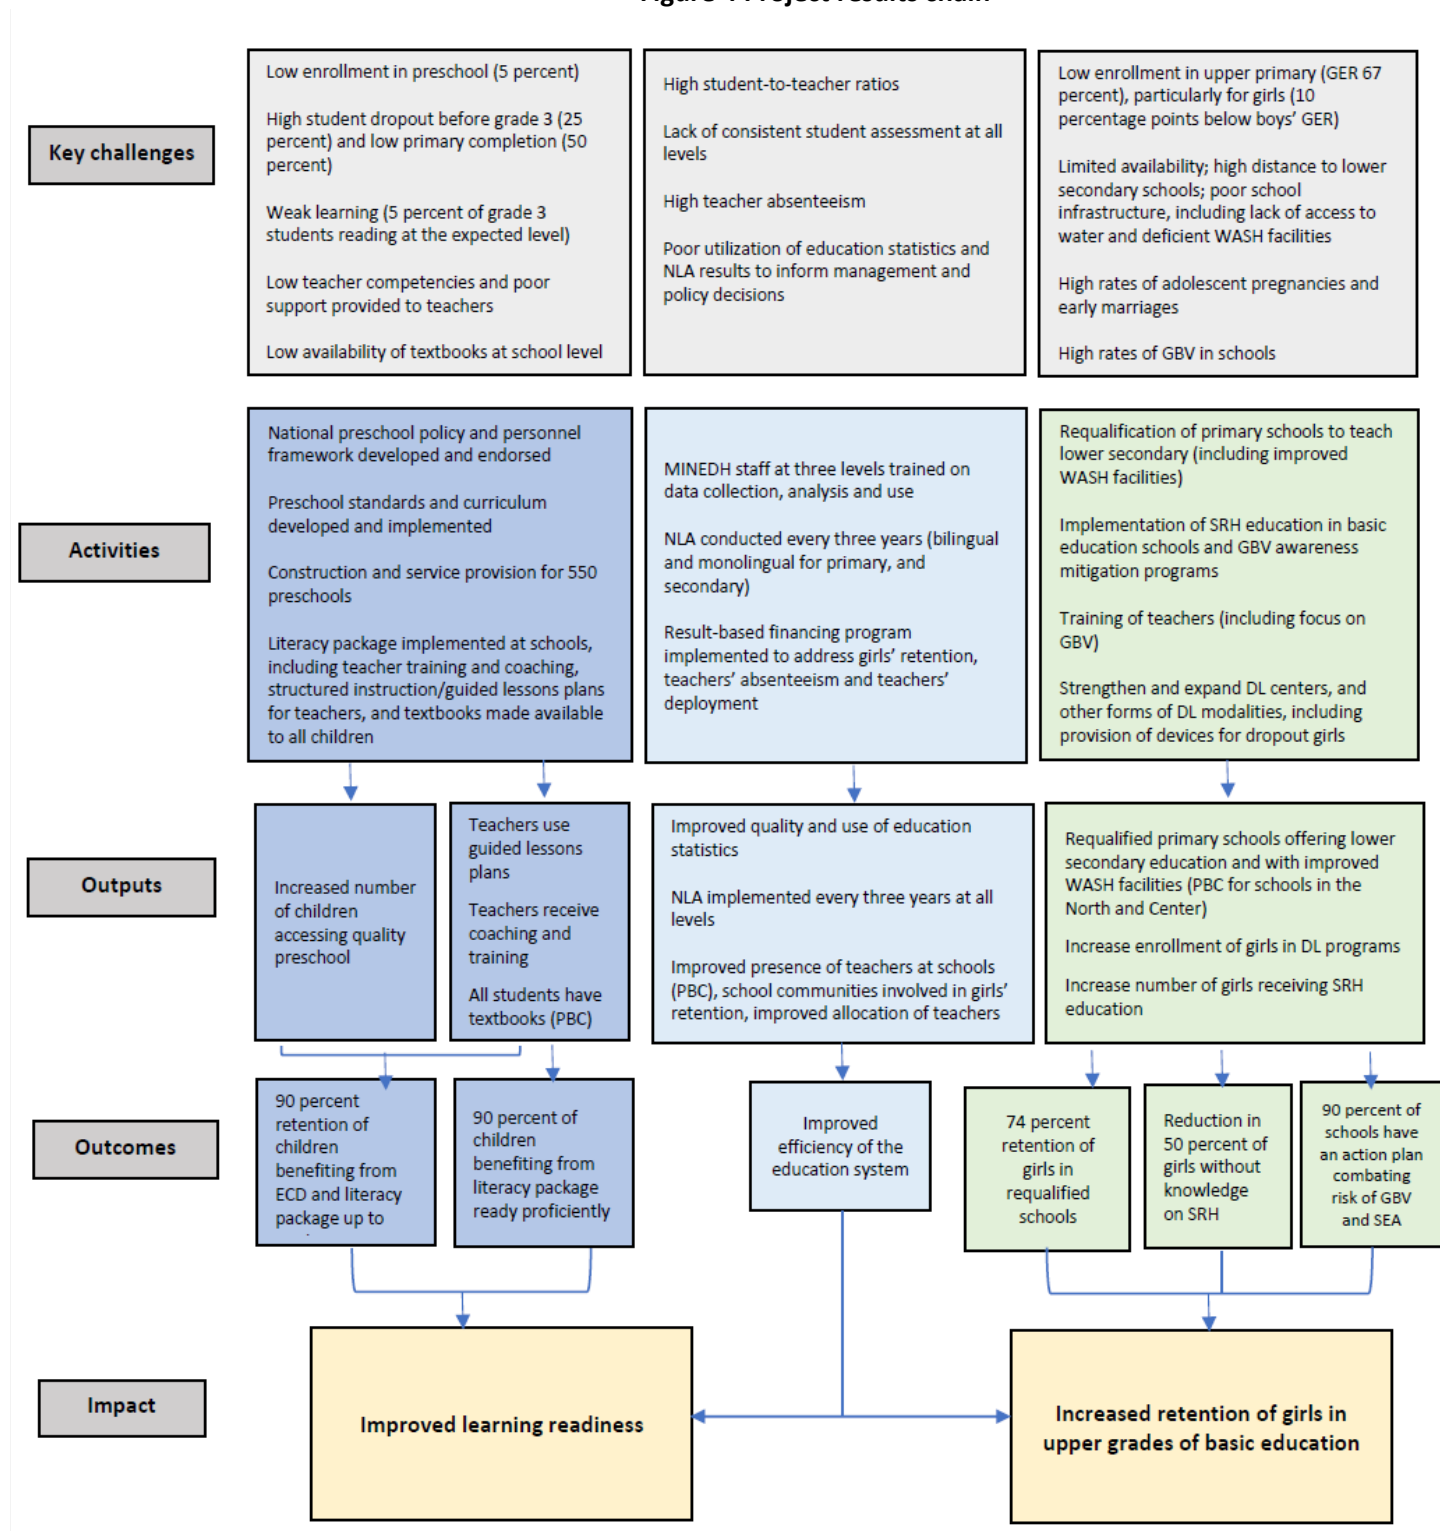 Project results chain
Key challenges
Low enrollment in preschool (5 percent)
High student dropout before grade 3 (25
percent) and low primary completion (50
percent)
Weak learning (5 percent of grade 3
students reading at the expected level)
Low teacher competencies and poor
support provided to teachers
Low availability of textbooks at school level
High student-to-teacher ratios
Lack of consistent student assessment at all
levels
High teacher absenteeism
Poor utilization of education statistics and
NLA results to inform management and
policy decisions
Low enrollment in upper primary (GER 67
percent), particularly for girls (10
percentage points below boys’ GER)
Limited availability; high distance to lower
secondary schools; poor school
infrastructure, including lack of access to
water and deficient WASH facilities
High rates of adolescent pregnancies and
early marriages
High rates of GBV in schools
Activities
National preschool policy and personnel
framework developed and endorsed
Preschool standards and curriculum
developed and implemented
Construction and service provision for 550
preschools
Literacy package implemented at schools,
including teacher training and coaching,
structured instruction/guided lessons plans
for teachers, and textbooks made available
to all children
MINEDH staff at three levels trained on
data collection, analysis and use
NLA conducted every three years (bilingual
and monolingual for primary, and
secondary)
Result-based financing program
implemented to address girls’ retention,
teachers’ absenteeism and teachers’
deployment
Requalification of primary schools to teach
lower secondary (including improved
WASH facilities)
Implementation of SRH education in basic
education schools and GBV awareness
mitigation programs
Training of teachers (including focus on
GBV)
Strengthen and expand DL centers, and
other forms of DL modalities, including
provision of devices for dropout girls
Outputs
Increased number
of children
accessing quality
preschool
Teachers use
guided lessons
plans
Teachers receive
coaching and
training
All students have
textbooks (PBC)
Improved quality and use of education
statistics
NLA implemented every three years at all
levels
Improved presence of teachers at schools
(PBC), school communities involved in girls’
retention, improved allocation of teachers
Requalified primary schools offering lower
secondary education and with improved
WASH facilities (PBC for schools in the
North and Center)
Increase enrollment of girls in DL programs
Increase number of girls receiving SRH
education
Outcomes
90 percent
retention of
children
benefiting from
ECD and literacy
package up to
90 percent of
children
benefiting from
literacy package
ready proficiently
Improved
efficiency of the
education system
74 percent
retention of
girls in
requalified
schools
Reduction in
50 percent of
girls without
knowledge
on SRH
90 percent of
schools have
an action plan
combating
risk of GBV
and SEA
Impact
Improved learning readiness
Increased retention of girls in
upper grades of basic education